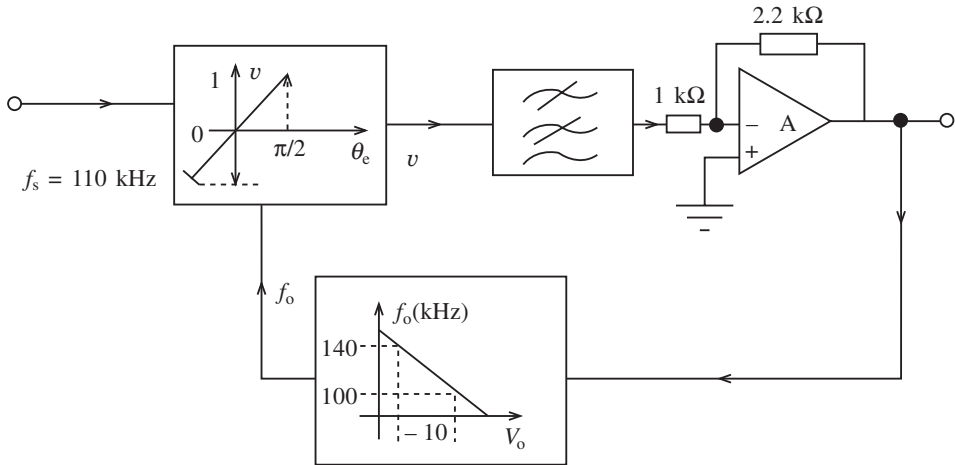 2.2 kΩ
1
v
1 kΩ
0
π/2
θe
−
+
A
v
fs = 110 kHz
fo
fo(kHz)
140
100
– 10
Vo